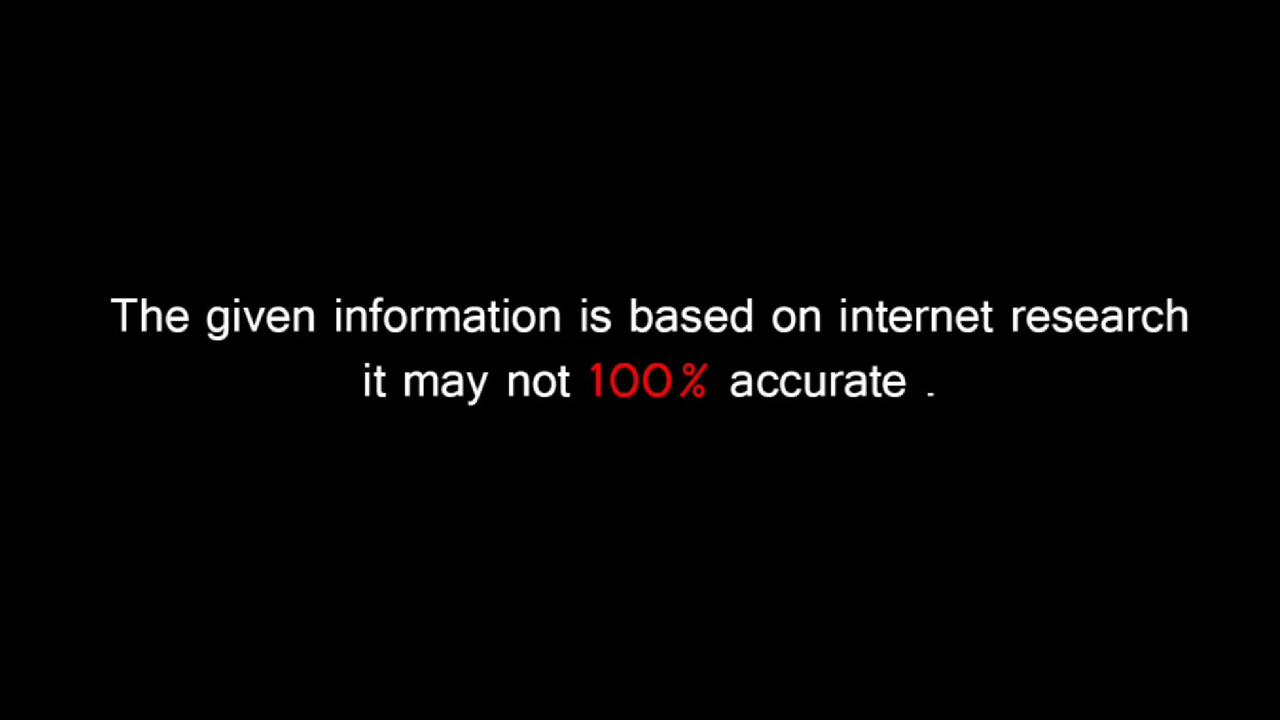 The given information is based on internet research
it may not 100% accurate .